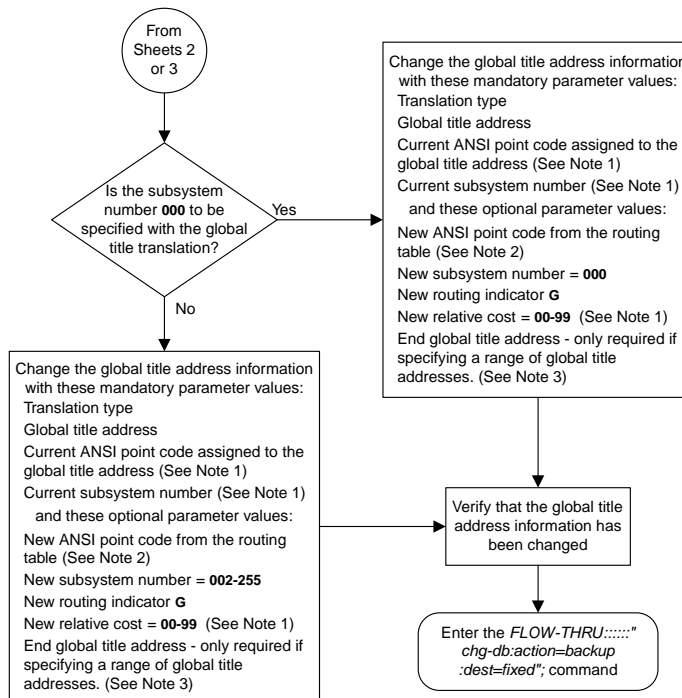 From
Sheets 2
or 3
Is the subsystem
number 000 to be
specified with the global
title translation?
Yes
No
Change the global title address information
with these mandatory parameter values:
Translation type
Global title address
Current ANSI point code assigned to the
global title address (See Note 1)
Current subsystem number (See Note 1)
and these optional parameter values:
New ANSI point code from the routing
table (See Note 2)
New subsystem number = 000
New routing indicator G
New relative cost = 00-99 (See Note 1)
End global title address - only required if
specifying a range of global title
addresses. (See Note 3)
Change the global title address information
with these mandatory parameter values:
Translation type
Global title address
Current ANSI point code assigned to the
global title address (See Note 1)
Current subsystem number (See Note 1)
and these optional parameter values:
New ANSI point code from the routing
table (See Note 2)
New subsystem number = 002-255
New routing indicator G
New relative cost = 00-99 (See Note 1)
End global title address - only required if
specifying a range of global title
addresses. (See Note 3)
Verify that the global title
address information has
been changed
Enter the FLOW-THRU::::::"
chg-db:action=backup
:dest=fixed"; command